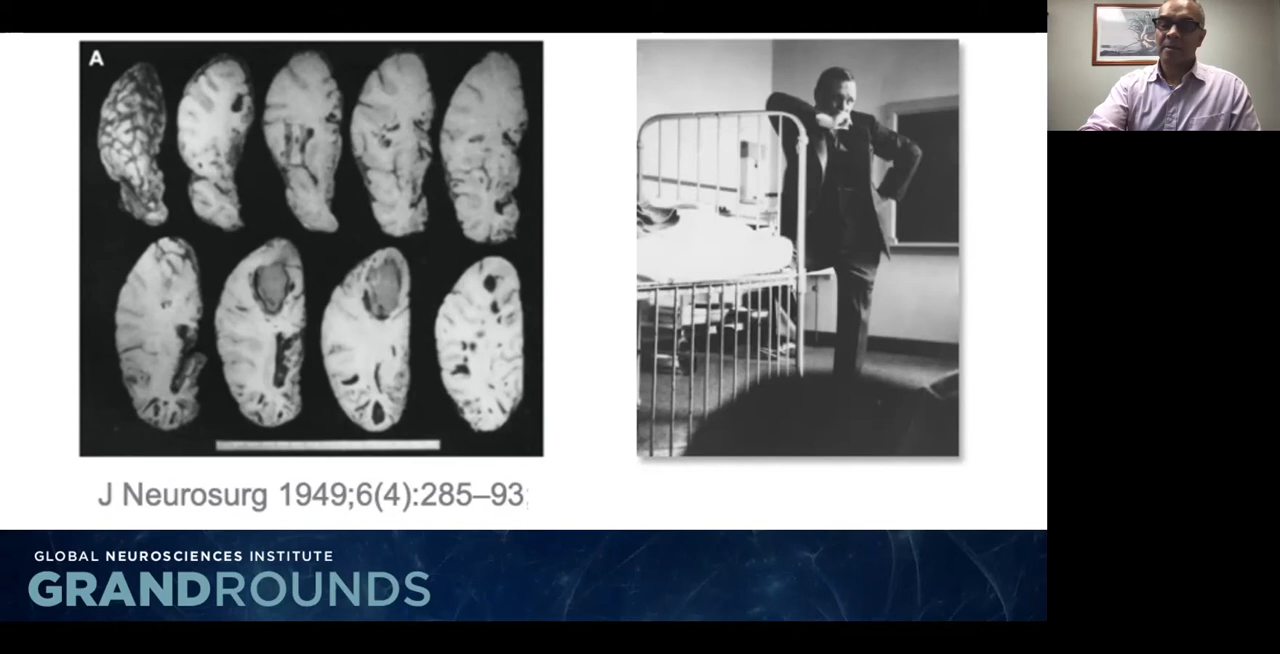 A
J Neurosurg 1949;6(4):285–93;
GLOBAL NEUROSCIENCES INSTITUTE
GRANDROUNDS